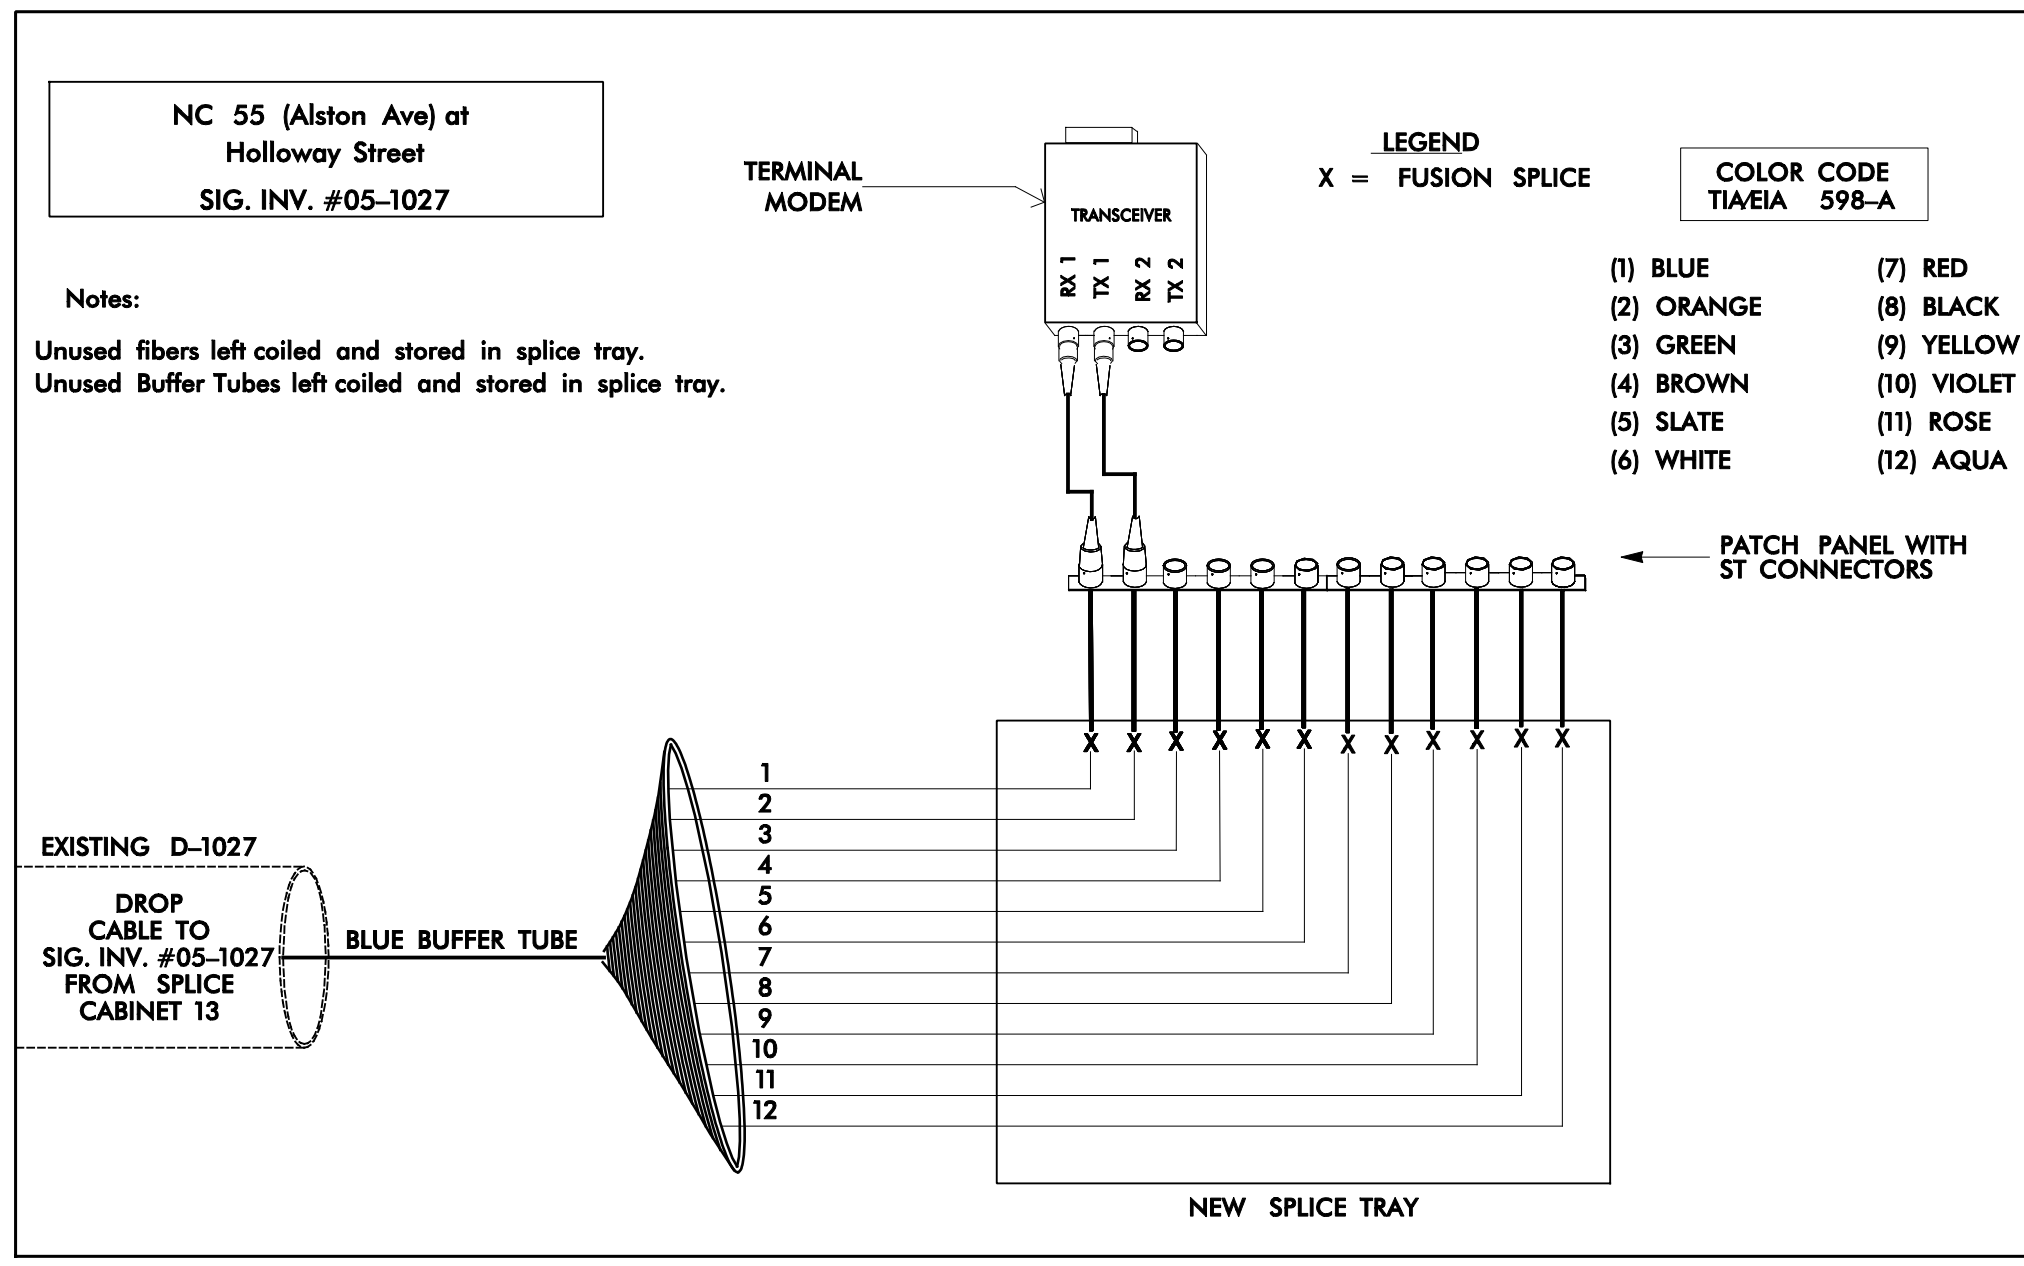 NC 55 (Alston Ave) at
Holloway Street
SIG. INV. #05-1027
Notes:
Unused fibers left coiled and stored in splice tray.
Unused Buffer Tubes left coiled and stored in splice tray.
TERMINAL
MODEM
TRANSCEIVER
RX 1
TX 1
RX 2
TX 2
LEGEND
X = FUSION SPLICE
COLOR CODE
TIA/EIA 598-A
(1) BLUE
(2) ORANGE
(3) GREEN
(4) BROWN
(5) SLATE
(6) WHITE
(7) RED
(8) BLACK
(9) YELLOW
(10) VIOLET
(11) ROSE
(12) AQUA
PATCH PANEL WITH
ST CONNECTORS
X X X X X X X X X X X X
1
2
3
4
5
6
7
8
9
10
11
12
EXISTING D-1027
DROP
CABLE TO
SIG. INV. #05-1027
FROM SPLICE
CABINET 13
BLUE BUFFER TUBE
NEW SPLICE TRAY